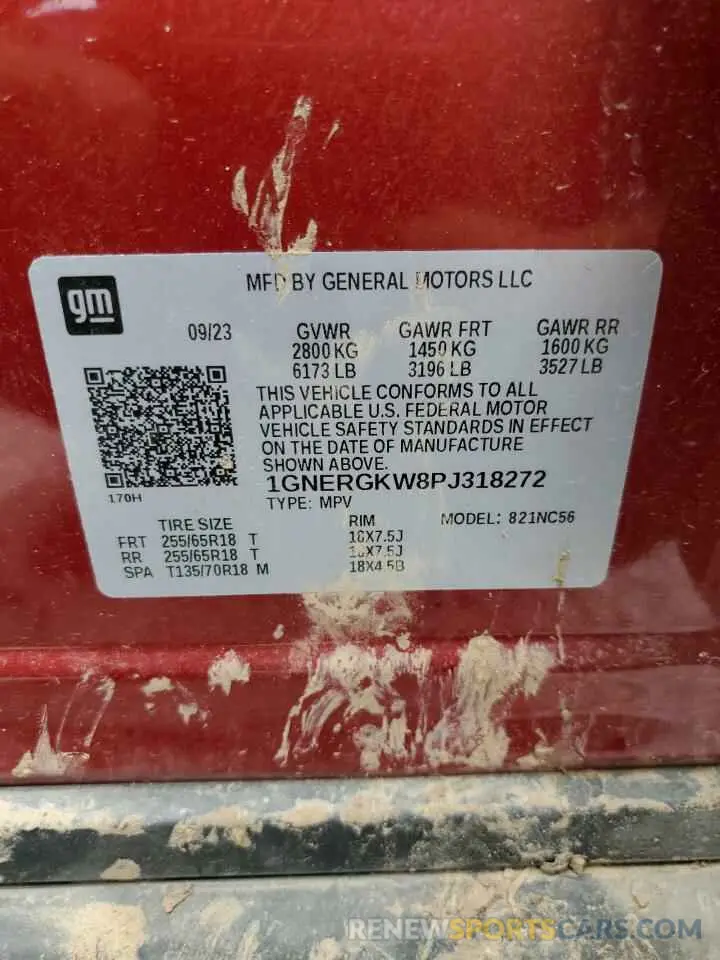 gm
MFD BY GENERAL MOTORS LLC
09/23 GVWR GAWR FRT GAWR RR
2800 KG 1450 KG 1600 KG
6173 LB 3196 LB 3527 LB
THIS VEHICLE CONFORMS TO ALL
APPLICABLE U.S. FEDERAL MOTOR
VEHICLE SAFETY STANDARDS IN EFFECT
ON THE DATE OF MANUFACTURE
SHOWN ABOVE.
170H
1GNERGKW8PJ318272
TYPE: MPV
TIRE SIZE RIM MODEL: 821NC56
FRT 255/65R18 T 18X7.5J
RR 255/65R18 T
SPA T135/70R18 M 18X4.5B
RENEWSPORTSCARS.COM